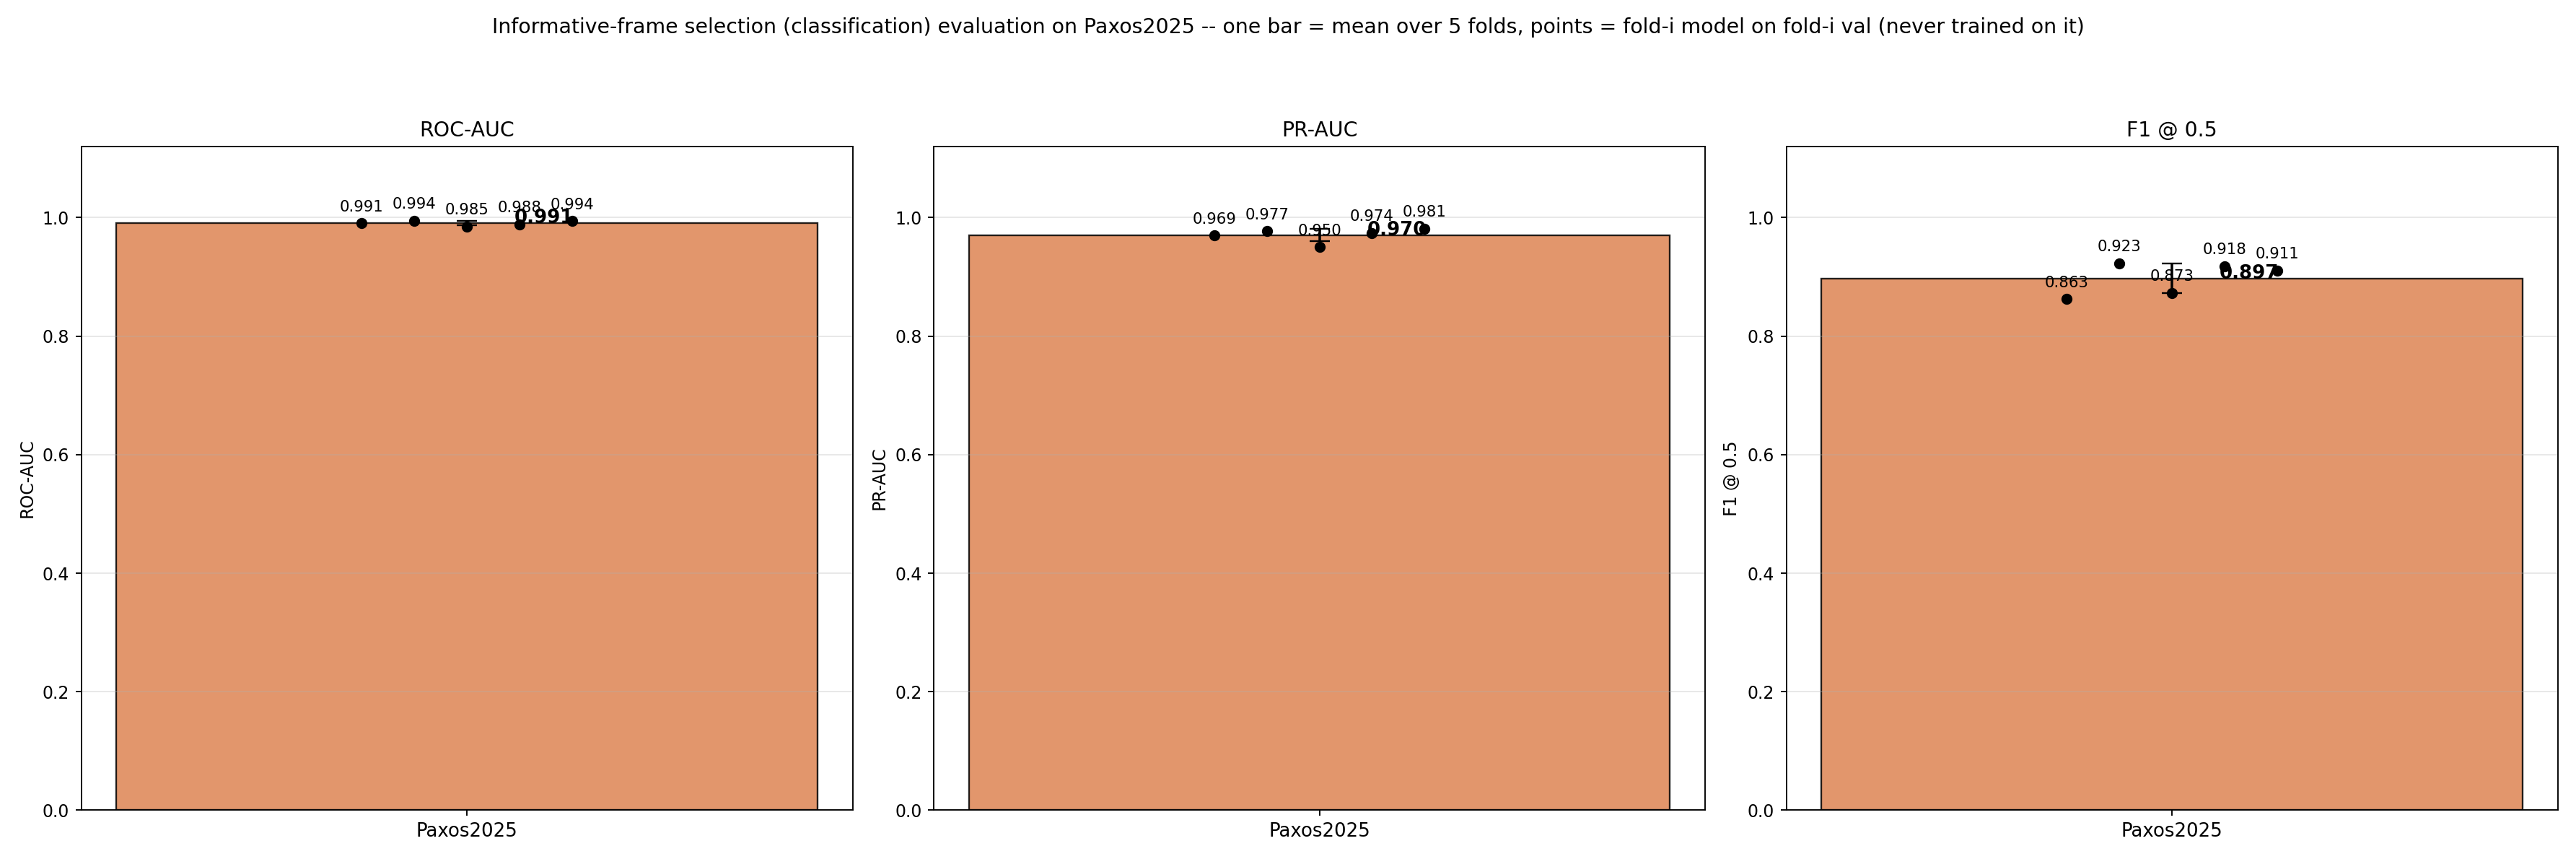 Informative-frame selection (classification) evaluation on Paxos2025 -- one bar = mean over 5 folds, points = fold-i model on fold-i val (never trained on it)
ROC-AUC
0.991 0.994 0.985 0.988 0.994
0.991
1.0
0.8
0.6
0.4
0.2
0.0
ROC-AUC
Paxos2025
PR-AUC
0.969 0.977 0.950 0.974 0.981
0.970
1.0
0.8
0.6
0.4
0.2
0.0
PR-AUC
Paxos2025
F1 @ 0.5
0.863 0.923 0.873 0.918 0.911
0.897
1.0
0.8
0.6
0.4
0.2
0.0
F1 @ 0.5
Paxos2025